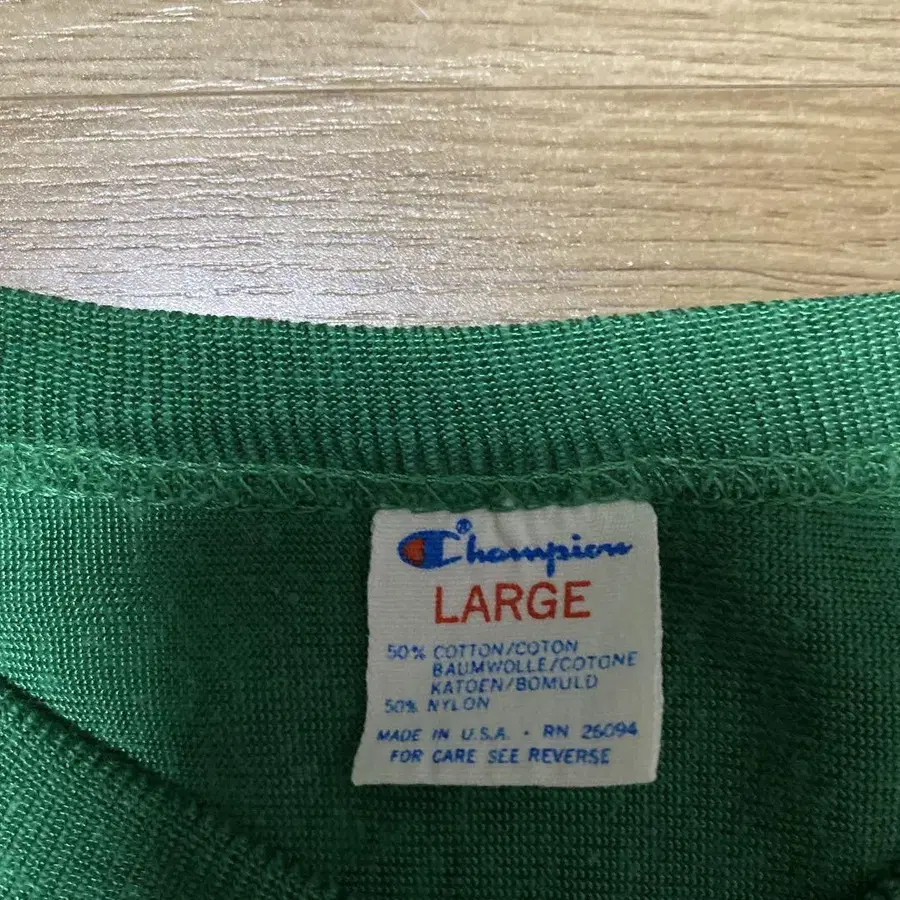 Champion®
LARGE
50% COTTON/COTON
BAUMWOLLE/COTONE
KATOEN/BOMULD
50% NYLON
MADE IN U.S.A. · RN 26094
FOR CARE SEE REVERSE